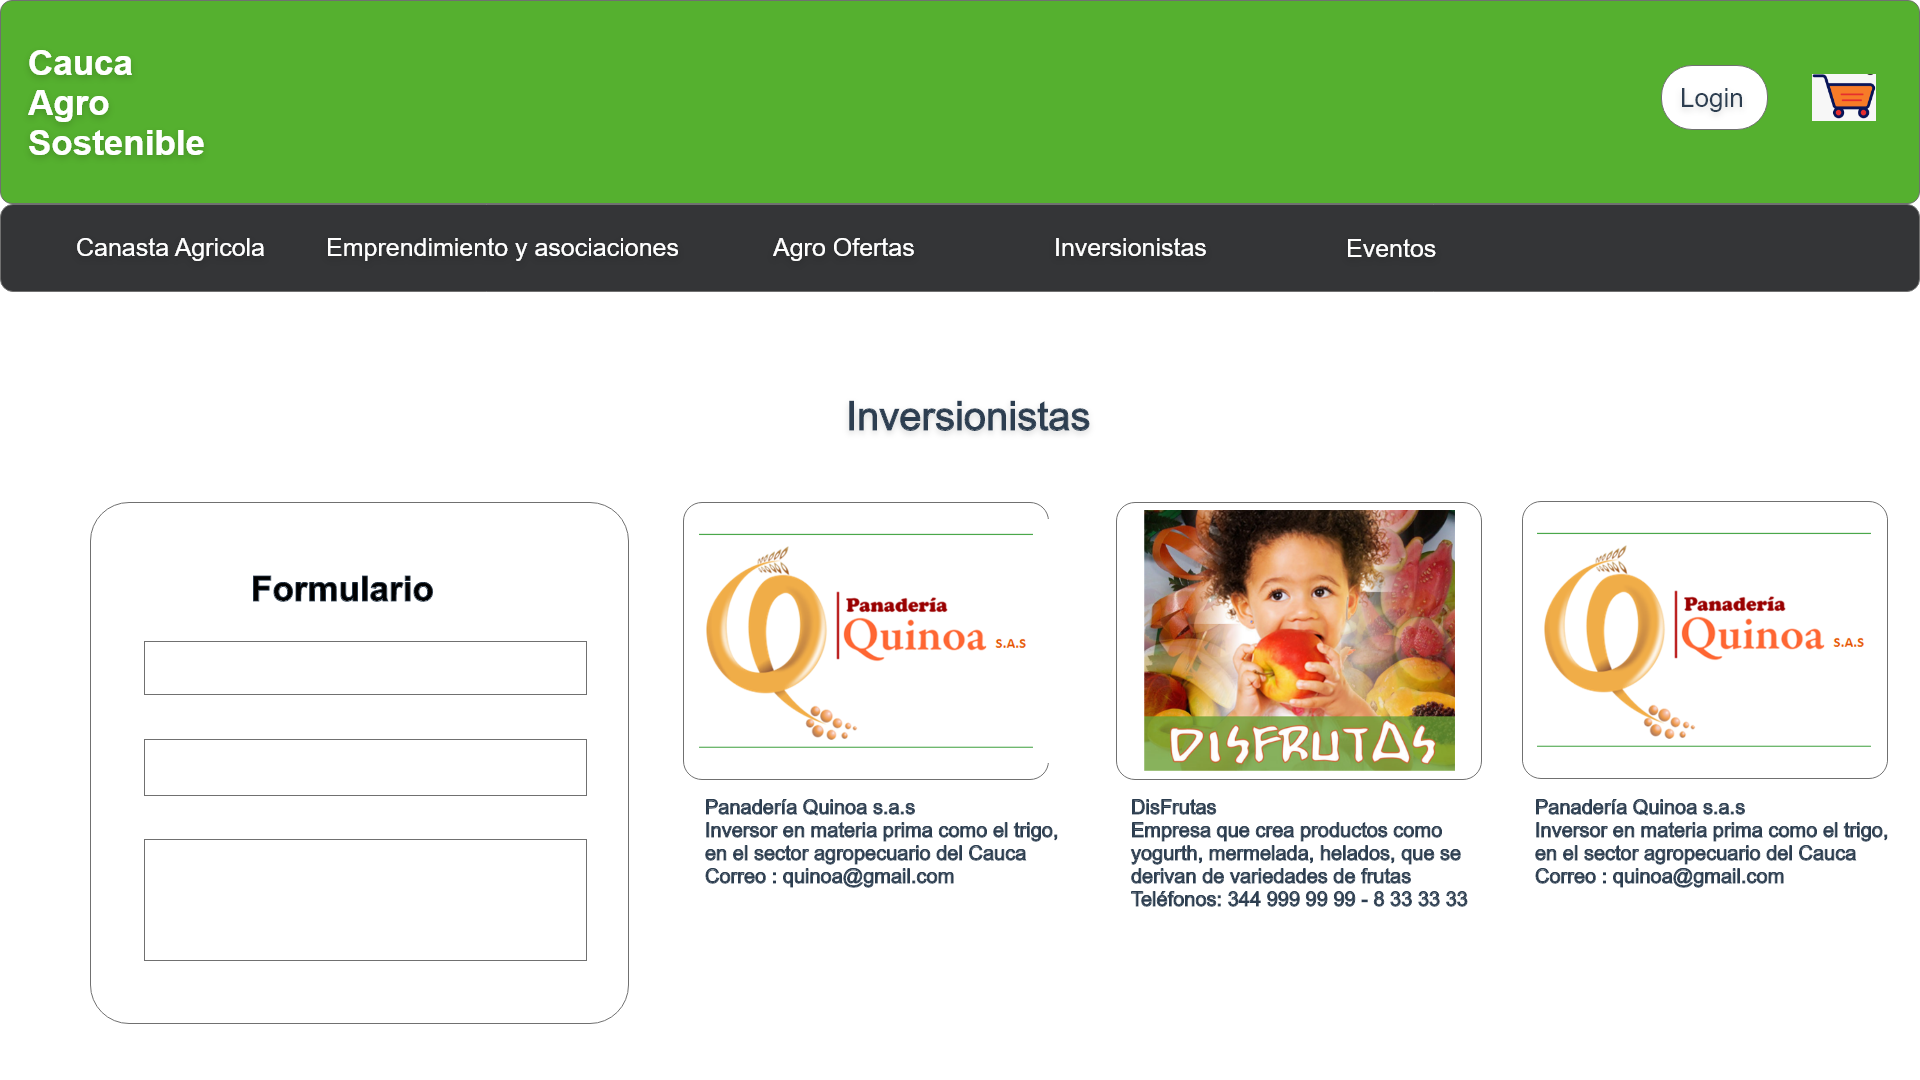 Cauca
Agro
Sostenible
Login
Canasta Agricola
Emprendimiento y asociaciones
Agro Ofertas
Inversionistas
Eventos
Inversionistas
Formulario
Panadería
Quinoa S.A.S
Panadería Quinoa s.a.s
Inversor en materia prima como el trigo,
en el sector agropecuario del Cauca
Correo : quinoa@gmail.com
DISFRUTAS
DisFrutas
Empresa que crea productos como
yogurth, mermelada, helados, que se
derivan de variedades de frutas
Teléfonos: 344 999 99 99 - 8 33 33 33
Panadería
Quinoa S.A.S
Panadería Quinoa s.a.s
Inversor en materia prima como el trigo,
en el sector agropecuario del Cauca
Correo : quinoa@gmail.com